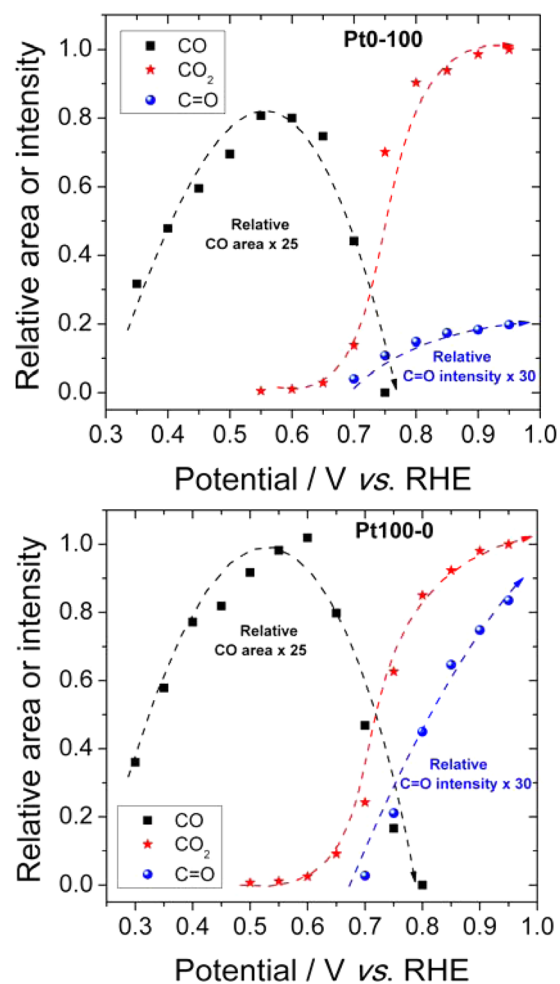 CO
CO2
C=O
Pt0-100
Relative
CO area x 25
Relative
C=O intensity x 30
Relative area or intensity
1.0
0.8
0.6
0.4
0.2
0.0
0.3 0.4 0.5 0.6 0.7 0.8 0.9 1.0
Potential / V vs. RHE
Pt100-0
Relative
CO area x 25
Relative
C=O intensity x 30
CO
CO2
C=O
Relative area or intensity
1.0
0.8
0.6
0.4
0.2
0.0
0.3 0.4 0.5 0.6 0.7 0.8 0.9 1.0
Potential / V vs. RHE